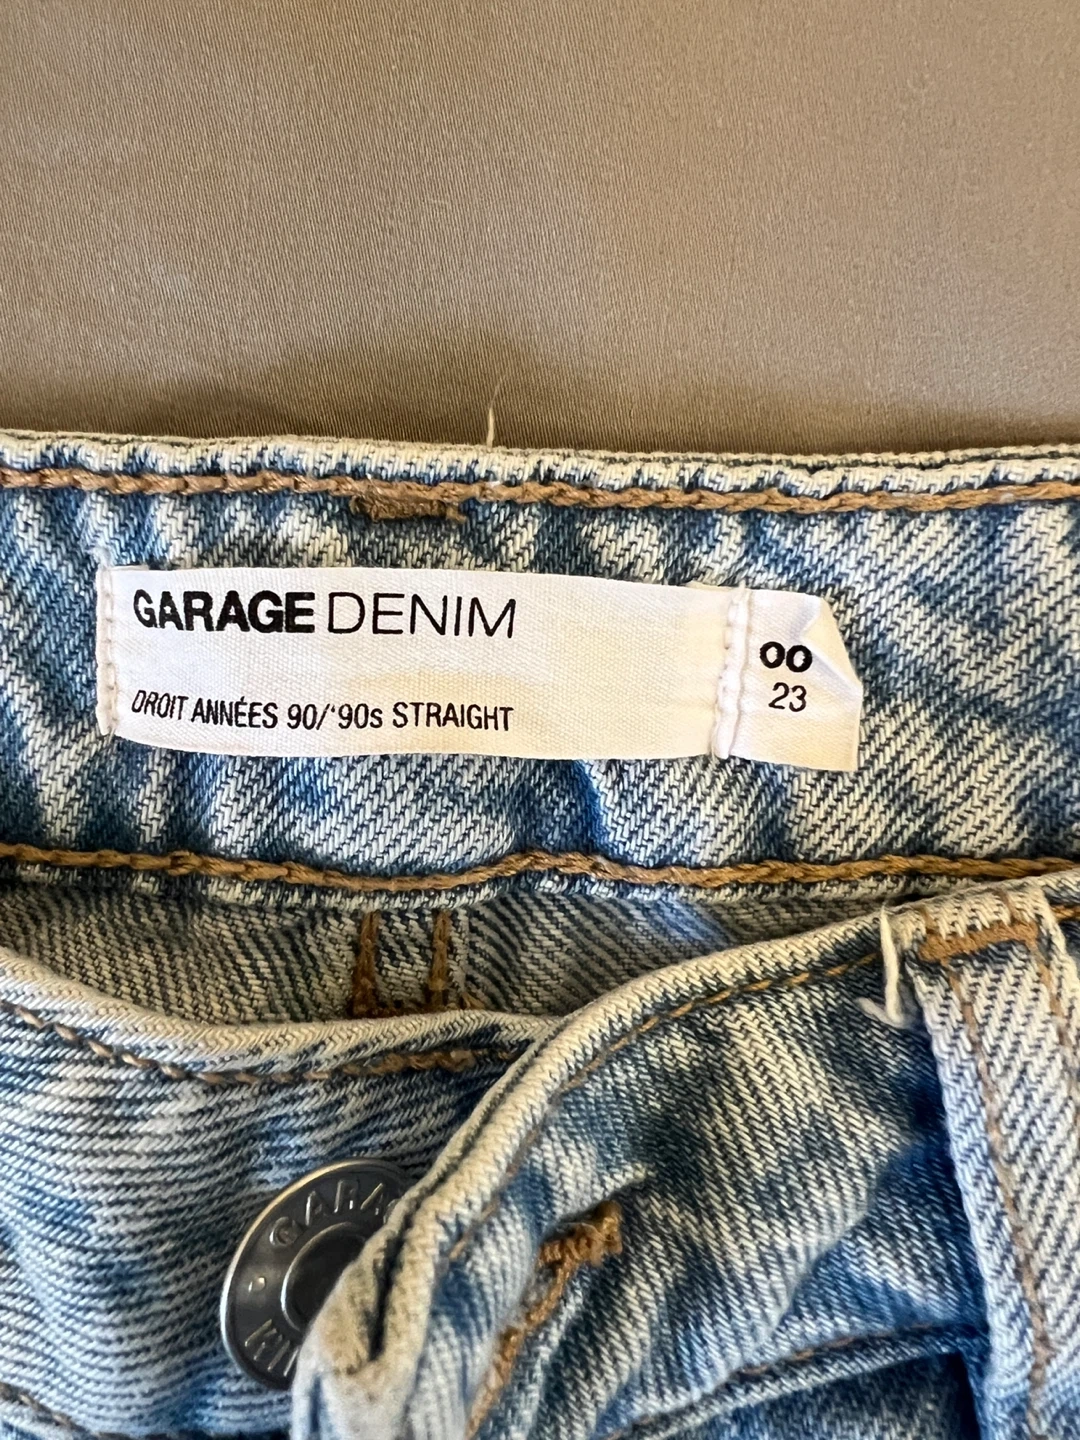 GARAGE DENIM
DROIT ANNÉES 90/'90s STRAIGHT
00
23